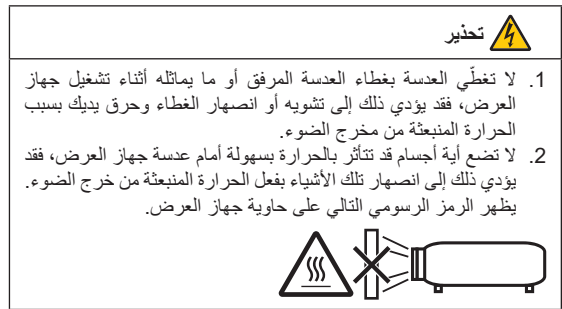 تحذير
1. لا تغطّي العدسة بغطاء العدسة المرفق أو ما يماثله أثناء تشغيل جهاز
العرض، فقد يؤدي ذلك إلى تشويه أو انصهار الغطاء وحرق يديك بسبب
الحرارة المنبعثة من مخرج الضوء.
2. لا تضع أية أجسام قد تتأثر بالحرارة بسهولة أمام عدسة جهاز العرض، فقد
يؤدي ذلك إلى انصهار تلك الأشياء بفعل الحرارة المنبعثة من خرج الضوء.
يظهر الرمز الرسومي التالي على حاوية جهاز العرض.